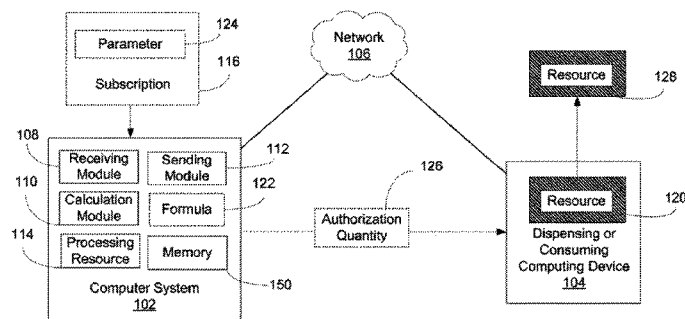 Parameter
124
Subscription
116
Network
106
Resource
128
108
Receiving
Module
Sending
Module
112
110
Calculation
Module
Formula
122
126
Authorization
Quantity
Resource
120
114
Processing
Resource
Memory
150
Computer System
102
Dispensing or
Consuming
Computing Device
104